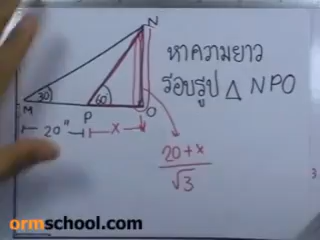 N
หาความยาว
รอบรูป △ NPO
30
60
M
P
O
20"
x
20+x
√3
3
ormschool.com